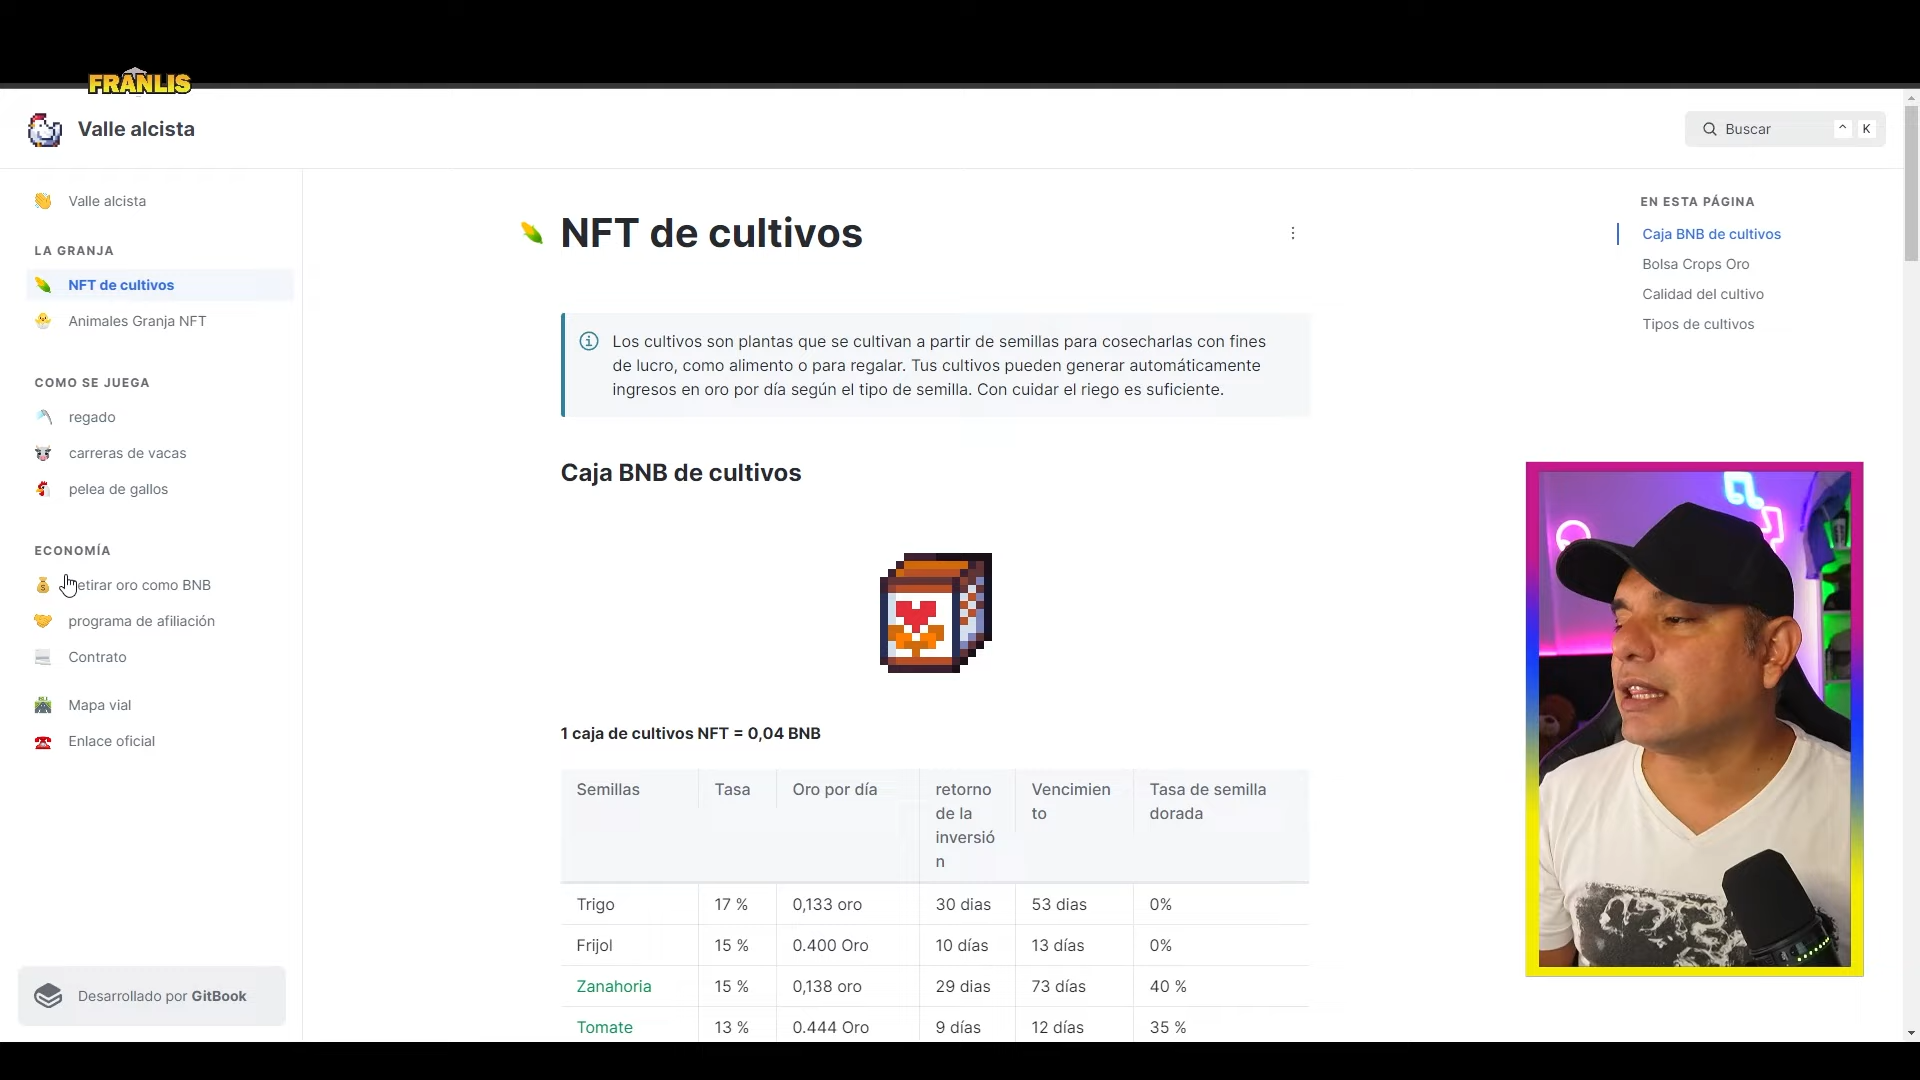 FRANLIS
Valle alcista
Buscar
^ K
Valle alcista
LA GRANJA
NFT de cultivos
Animales Granja NFT
COMO SE JUEGA
regado
carreras de vacas
pelea de gallos
ECONOMÍA
etirar oro como BNB
programa de afiliación
Contrato
Mapa vial
Enlace oficial
Desarrollado por GitBook
NFT de cultivos
Los cultivos son plantas que se cultivan a partir de semillas para cosecharlas con fines
de lucro, como alimento o para regalar. Tus cultivos pueden generar automáticamente
ingresos en oro por día según el tipo de semilla. Con cuidar el riego es suficiente.
Caja BNB de cultivos
1 caja de cultivos NFT = 0,04 BNB
Semillas Tasa Oro por día retorno de la inversión Vencimiento Tasa de semilla dorada
Trigo 17 % 0,133 oro 30 dias 53 dias 0%
Frijol 15 % 0.400 Oro 10 días 13 días 0%
Zanahoria 15 % 0,138 oro 29 dias 73 días 40 %
Tomate 13 % 0.444 Oro 9 días 12 días 35 %
EN ESTA PÁGINA
Caja BNB de cultivos
Bolsa Crops Oro
Calidad del cultivo
Tipos de cultivos